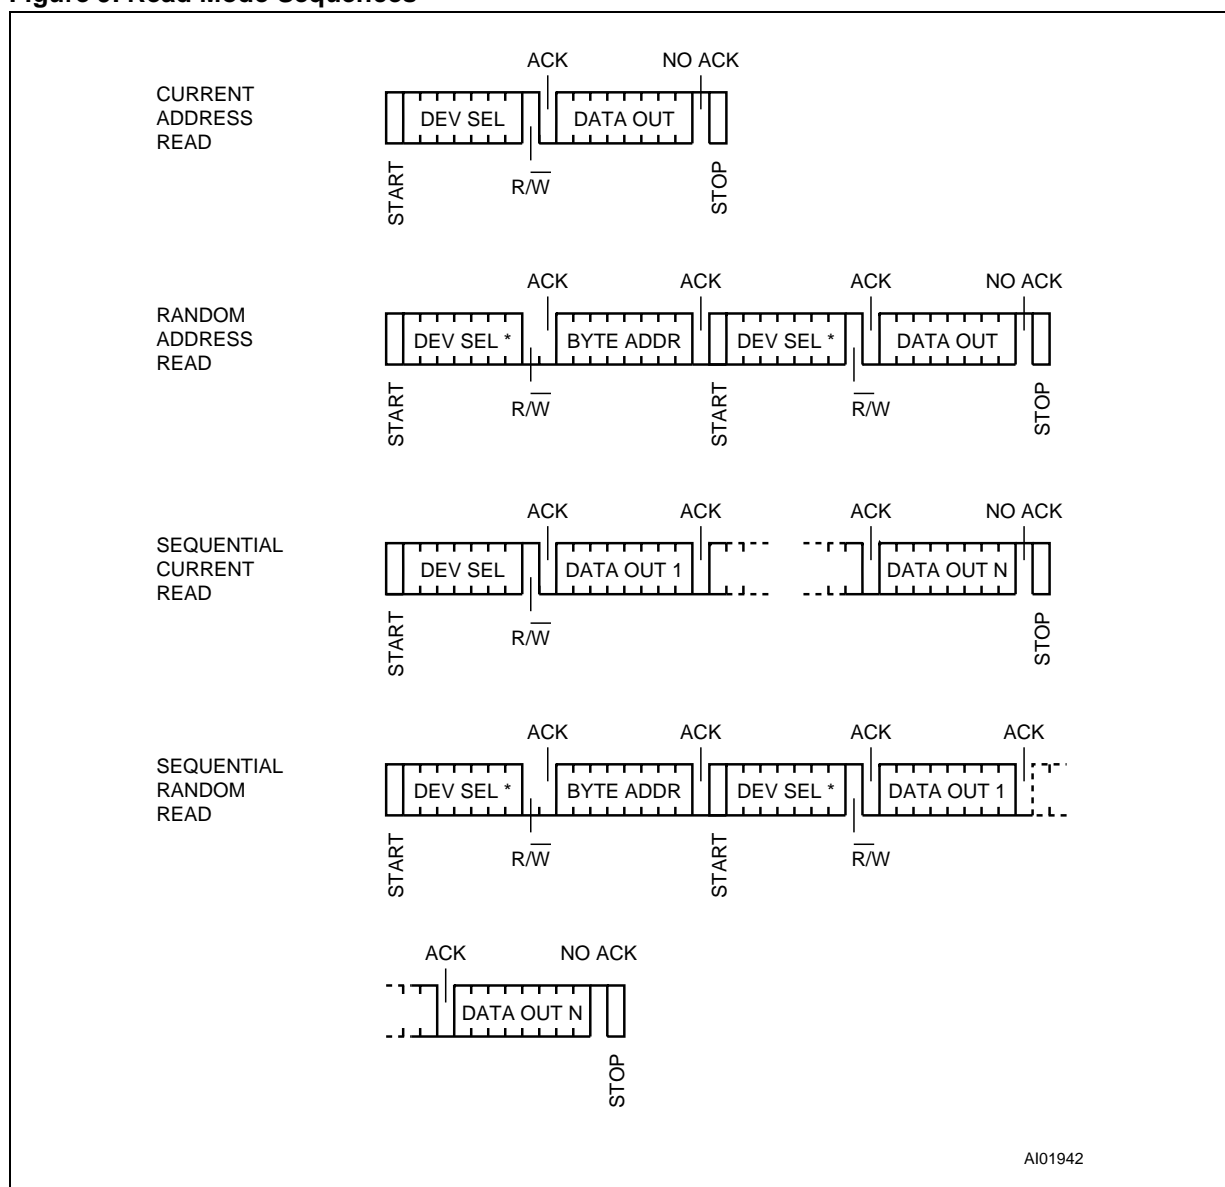 Figure 9. Read Mode Sequences
ACK NO ACK
CURRENT
ADDRESS
READ
DEV SEL DATA OUT
START R/W STOP
ACK ACK ACK NO ACK
RANDOM
ADDRESS
READ
DEV SEL * BYTE ADDR DEV SEL * DATA OUT
START R/W START R/W STOP
ACK ACK ACK NO ACK
SEQUENTIAL
CURRENT
READ
DEV SEL DATA OUT 1 DATA OUT N
START R/W STOP
ACK ACK ACK ACK
SEQUENTIAL
RANDOM
READ
DEV SEL * BYTE ADDR DEV SEL * DATA OUT 1
START R/W START R/W
ACK NO ACK
DATA OUT N
STOP
AI01942